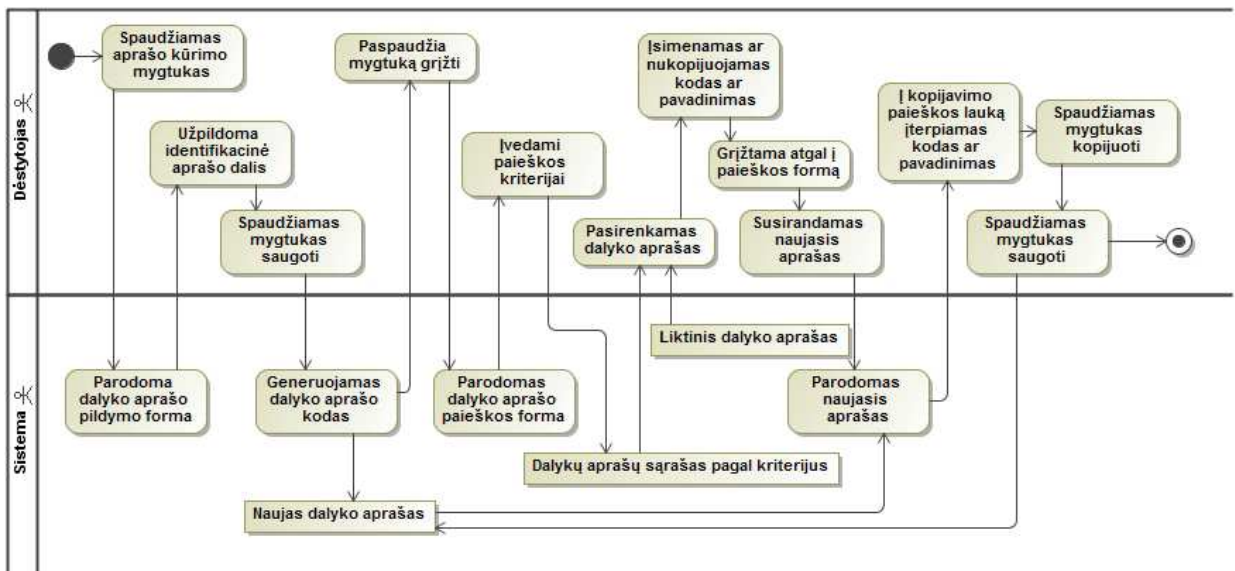 Dėstytojas
Spaudžiamas
aprašo kūrimo
mygtukas
Užpildoma
identifikacinė
aprašo dalis
Spaudžiamas
mygtukas
saugoti
Paspaudžia
mygtuką grįžti
Įvedami
paieškos
kriterijai
Pasirenkamas
dalyko aprašas
Įsimenamas ar
nukopijuojamas
kodas ar
pavadinimas
Grįžtama atgal į
paieškos formą
Susirandamas
naujasis
aprašas
Į kopijavimo
paieškos lauką
įterpiamas
kodas ar
pavadinimas
Spaudžiamas
mygtukas
kopijuoti
Spaudžiamas
mygtukas
saugoti
Sistema
Parodoma
dalyko aprašo
pildymo forma
Generuojamas
dalyko aprašo
kodas
Parodomas
dalyko aprašo
paieškos forma
Liktinis dalyko aprašas
Parodomas
naujasis
aprašas
Dalykų aprašų sąrašas pagal kriterijus
Naujas dalyko aprašas